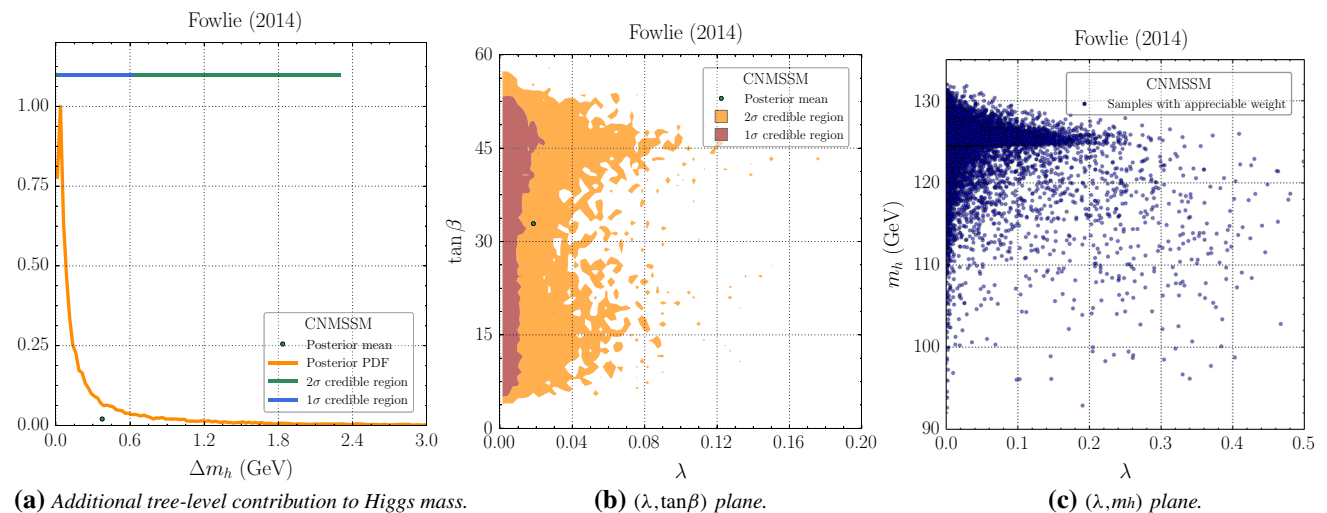 Fowlie (2014)
1.00
0.75
0.50
0.25
0.00
0.0 0.6 1.2 1.8 2.4 3.0
Δm_h (GeV)
CNMSSM
Posterior mean
Posterior PDF
2σ credible region
1σ credible region
(a) Additional tree-level contribution to Higgs mass.
Fowlie (2014)
60
45
30
15
0
tan β
0.00 0.04 0.08 0.12 0.16 0.20
λ
CNMSSM
Posterior mean
2σ credible region
1σ credible region
(b) (λ,tanβ) plane.
Fowlie (2014)
130
120
110
100
90
m_h (GeV)
0.0 0.1 0.2 0.3 0.4 0.5
λ
CNMSSM
Samples with appreciable weight
(c) (λ,mh) plane.